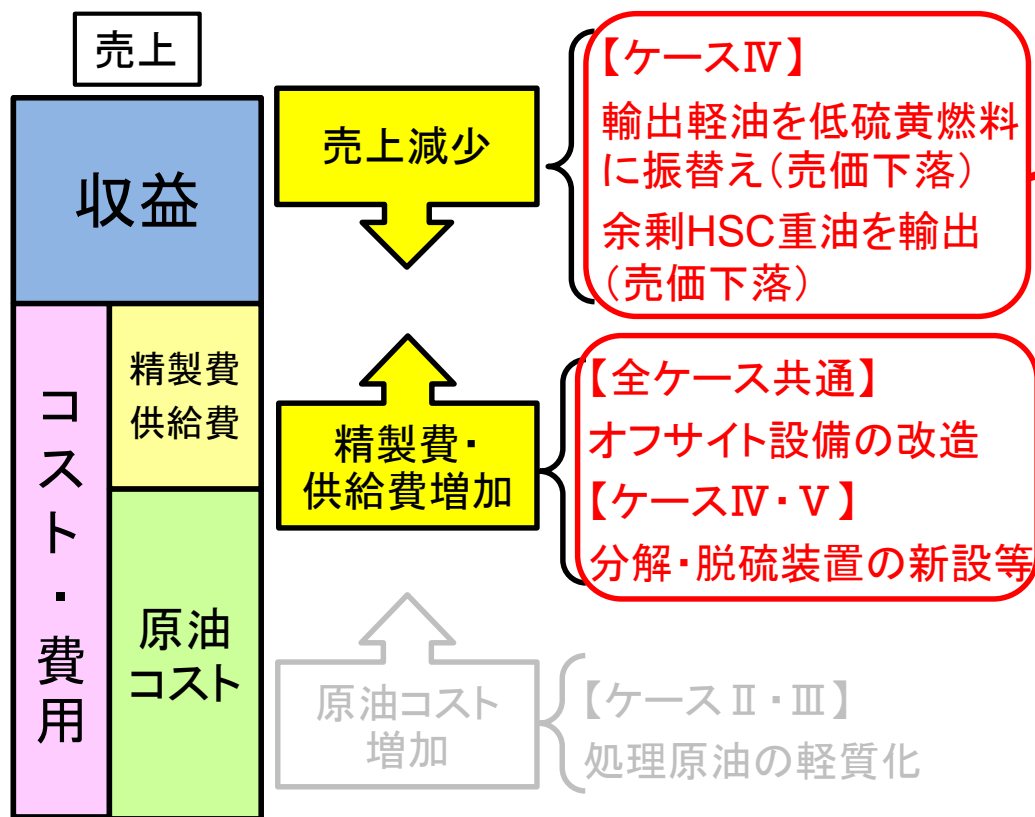 売上
収益
コスト・費用
精製費
供給費
原油
コスト
売上減少
【ケースⅣ】
輸出軽油を低硫黄燃料
に振替え（売価下落）
余剰HSC重油を輸出
（売価下落）
精製費・
供給費増加
【全ケース共通】
オフサイト設備の改造
【ケースⅣ・Ⅴ】
分解・脱硫装置の新設等
原油コスト
増加
【ケースⅡ・Ⅲ】
処理原油の軽質化